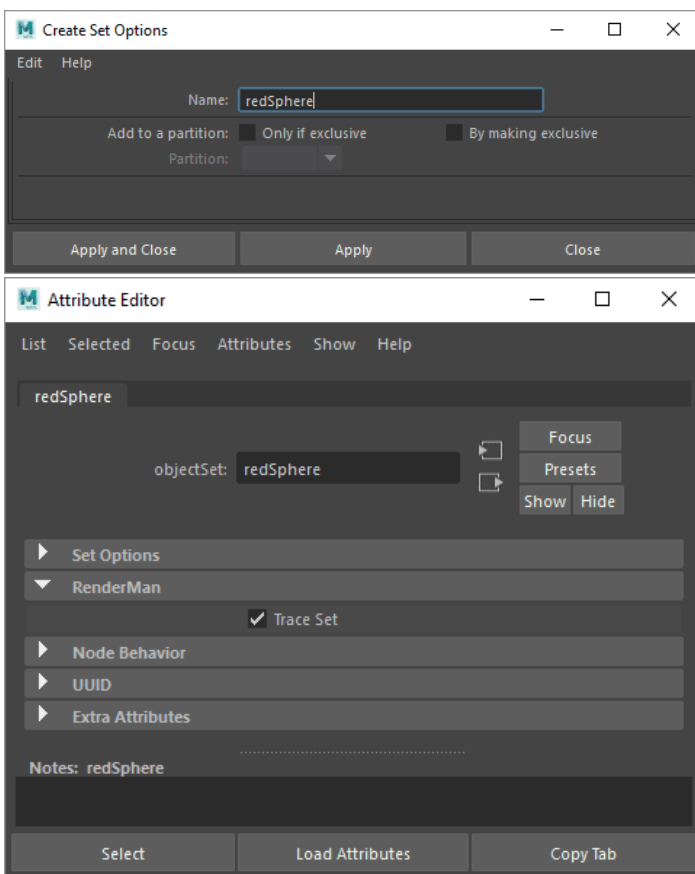 Create Set Options
Edit Help
Name: redSphere
Add to a partition: Only if exclusive By making exclusive
Partition:
Apply and Close Apply Close
Attribute Editor
List Selected Focus Attributes Show Help
redSphere
Focus
objectSet: redSphere Presets
Show Hide
Set Options
RenderMan
Trace Set
Node Behavior
UUID
Extra Attributes
Notes: redSphere
Select Load Attributes Copy Tab